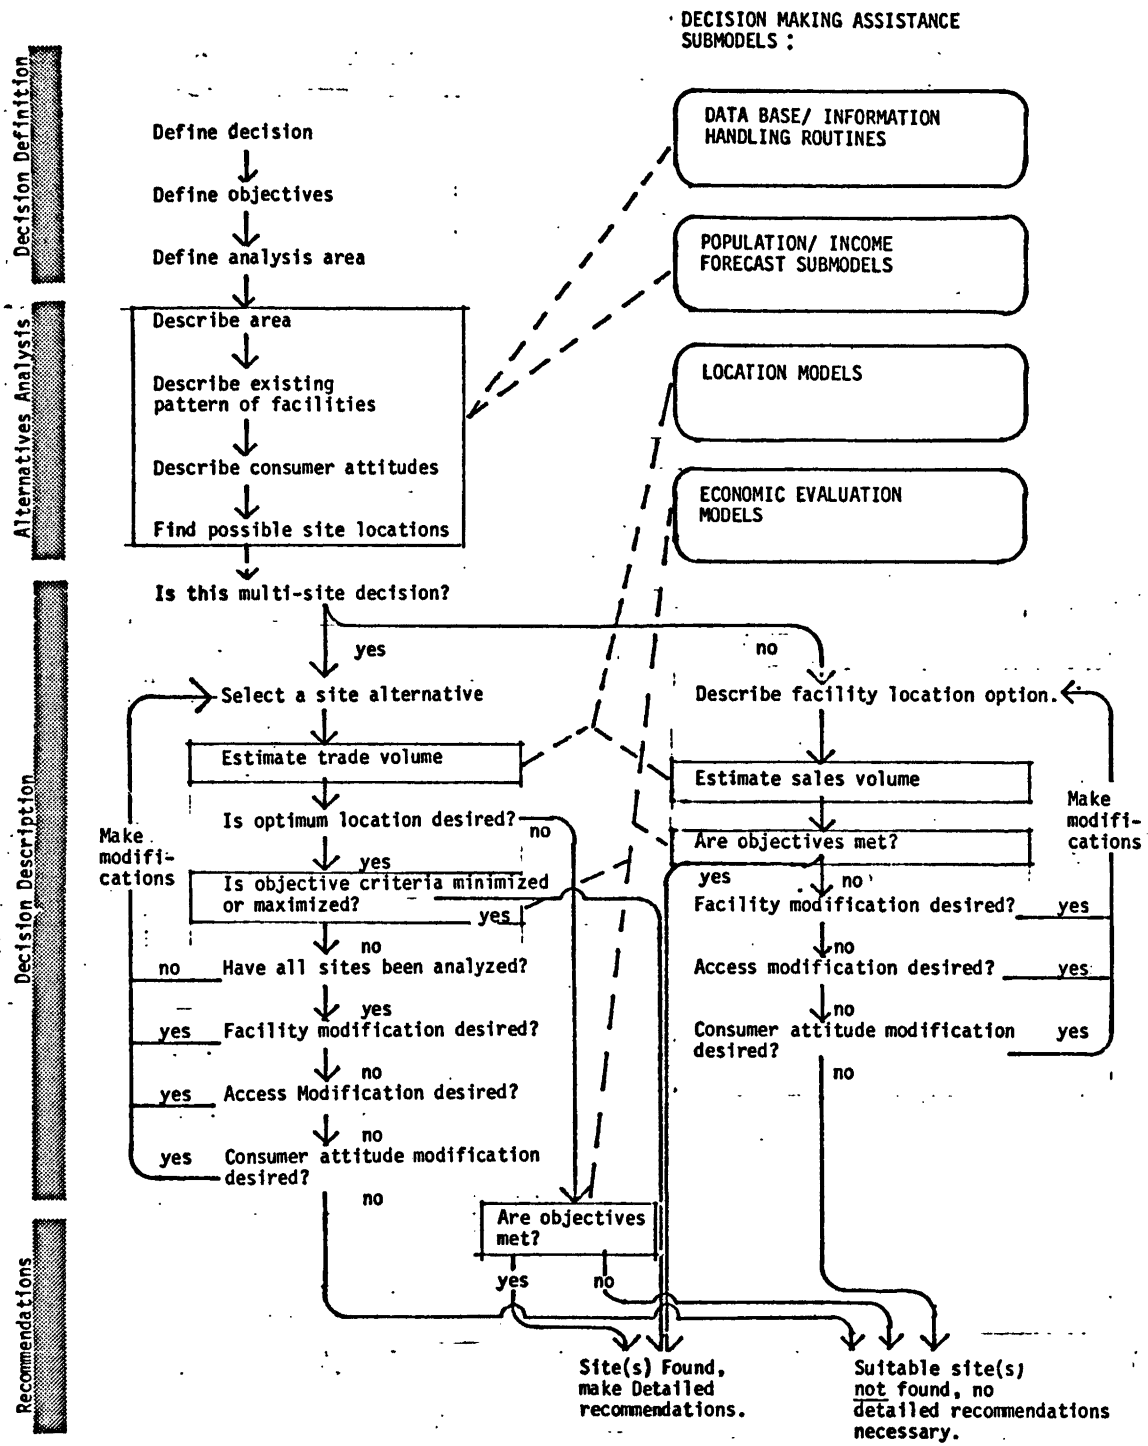 DECISION MAKING ASSISTANCE
SUBMODELS :
Decision Definition
Define decision
Define objectives
Define analysis area
DATA BASE/ INFORMATION
HANDLING ROUTINES
POPULATION/ INCOME
FORECAST SUBMODELS
LOCATION MODELS
ECONOMIC EVALUATION
MODELS
Alternatives Analysis
Describe area
Describe existing
pattern of facilities
Describe consumer attitudes
Find possible site locations
Decision Description
Is this multi-site decision?
yes
no
Select a site alternative
Estimate trade volume
Is optimum location desired?
no
yes
Is objective criteria minimized
or maximized?
yes
no
Have all sites been analyzed?
no
yes
Facility modification desired?
yes
no
Access Modification desired?
yes
no
Consumer attitude modification
desired?
yes
no
Make
modifi-
cations
Describe facility location option.
Estimate sales volume
Are objectives met?
yes
no
Facility modification desired?
yes
no
Access modification desired?
yes
no
Consumer attitude modification
desired?
yes
no
Make
modifi-
cations
Recommendations
Are objectives
met?
yes
no
Site(s) Found,
make Detailed
recommendations.
Suitable site(s)
not found, no
detailed recommendations
necessary.